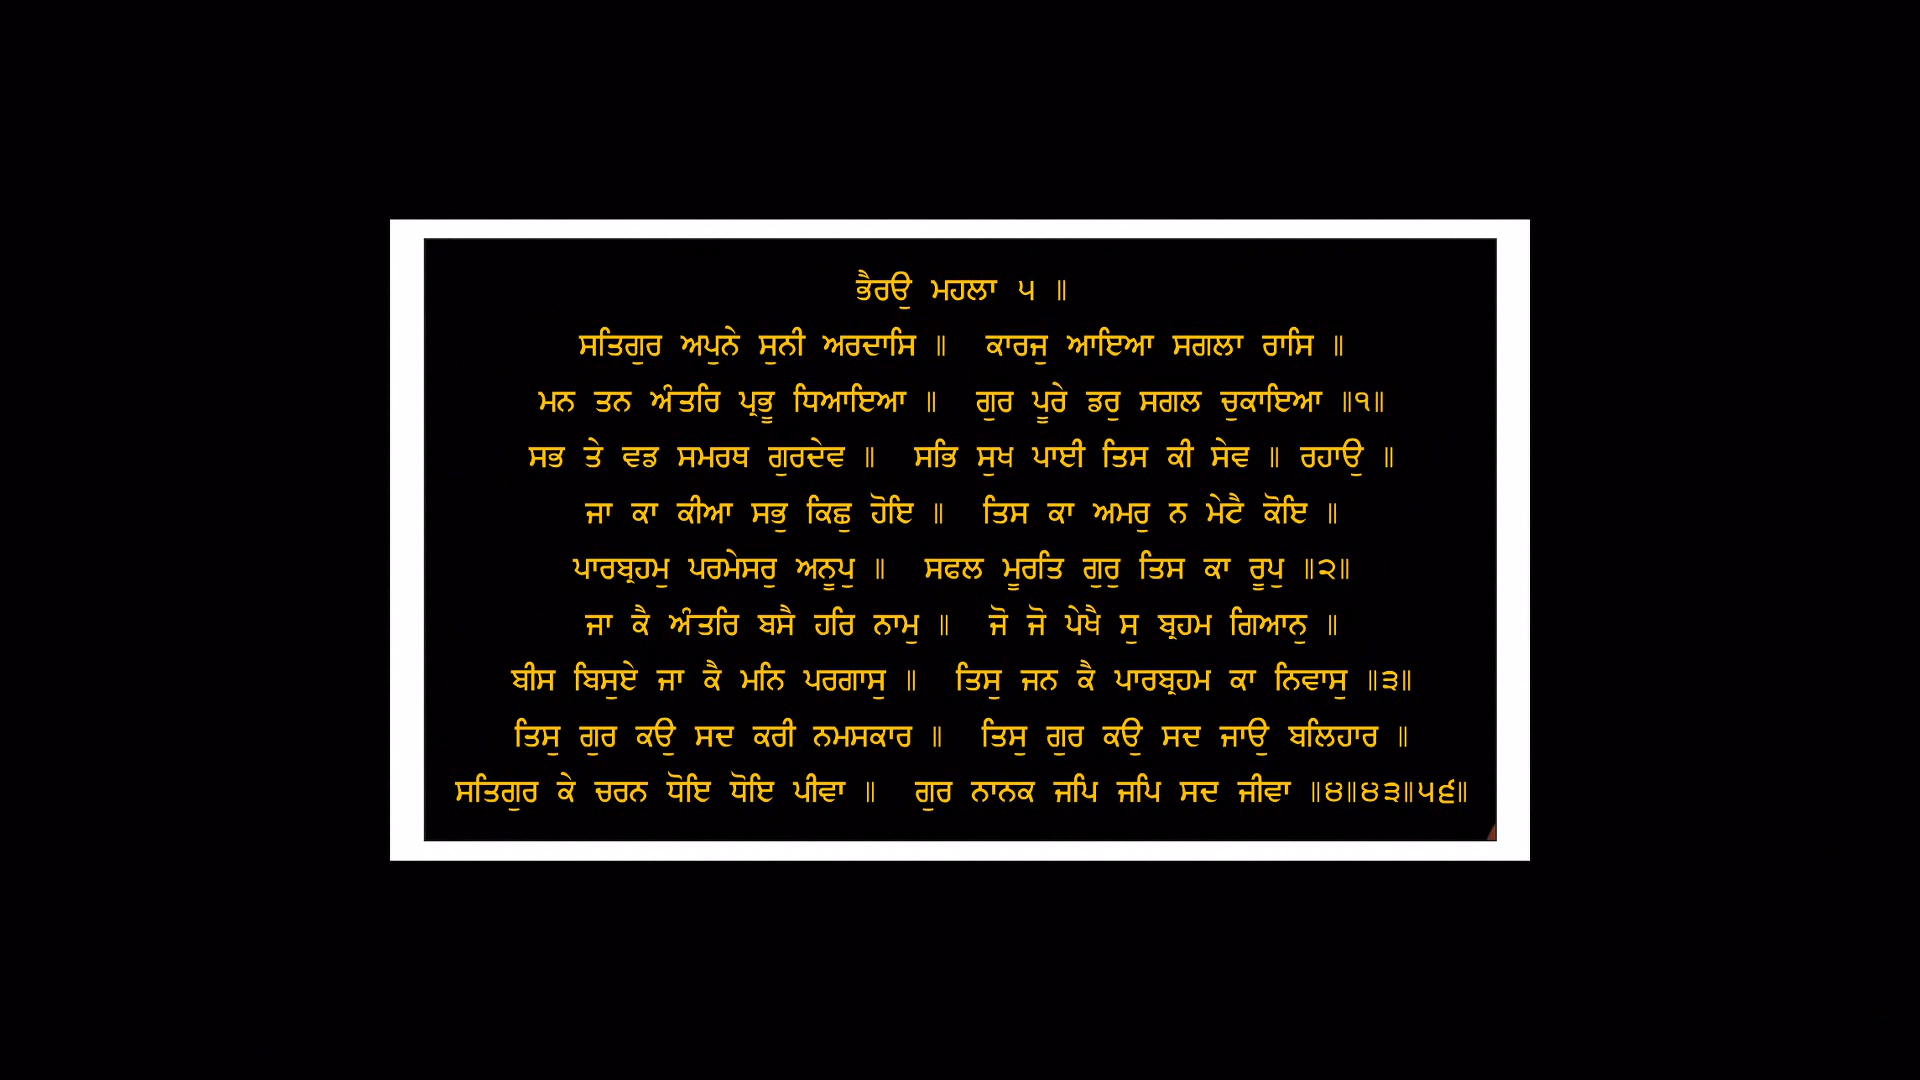 ਭੈਰਉ ਮਹਲਾ ੫ ॥
ਸਤਿਗੁਰ ਅਪੁਨੇ ਸੁਨੀ ਅਰਦਾਸਿ ॥ ਕਾਰਜੁ ਆਇਆ ਸਗਲਾ ਰਾਸਿ ॥
ਮਨ ਤਨ ਅੰਤਰਿ ਪ੍ਰਭੂ ਧਿਆਇਆ ॥ ਗੁਰ ਪੂਰੇ ਡਰੁ ਸਗਲ ਚੁਕਾਇਆ ॥੧॥
ਸਭ ਤੇ ਵਡ ਸਮਰਥ ਗੁਰਦੇਵ ॥ ਸਭਿ ਸੁਖ ਪਾਈ ਤਿਸ ਕੀ ਸੇਵ ॥ ਰਹਾਉ ॥
ਜਾ ਕਾ ਕੀਆ ਸਭੁ ਕਿਛੁ ਹੋਇ ॥ ਤਿਸ ਕਾ ਅਮਰੁ ਨ ਮੇਟੈ ਕੋਇ ॥
ਪਾਰਬ੍ਰਹਮੁ ਪਰਮੇਸਰੁ ਅਨੂਪੁ ॥ ਸਫਲ ਮੂਰਤਿ ਗੁਰੁ ਤਿਸ ਕਾ ਰੂਪੁ ॥੨॥
ਜਾ ਕੈ ਅੰਤਰਿ ਬਸੈ ਹਰਿ ਨਾਮੁ ॥ ਜੋ ਜੋ ਪੇਖੈ ਸੁ ਬ੍ਰਹਮ ਗਿਆਨੁ ॥
ਬੀਸ ਬਿਸੁਏ ਜਾ ਕੈ ਮਨਿ ਪਰਗਾਸੁ ॥ ਤਿਸੁ ਜਨ ਕੈ ਪਾਰਬ੍ਰਹਮ ਕਾ ਨਿਵਾਸੁ ॥੩॥
ਤਿਸੁ ਗੁਰ ਕਉ ਸਦ ਕਰੀ ਨਮਸਕਾਰ ॥ ਤਿਸੁ ਗੁਰ ਕਉ ਸਦ ਜਾਉ ਬਲਿਹਾਰ ॥
ਸਤਿਗੁਰ ਕੇ ਚਰਨ ਧੋਇ ਧੋਇ ਪੀਵਾ ॥ ਗੁਰ ਨਾਨਕ ਜਪਿ ਜਪਿ ਸਦ ਜੀਵਾ ॥੪॥੪੩॥੫੬॥